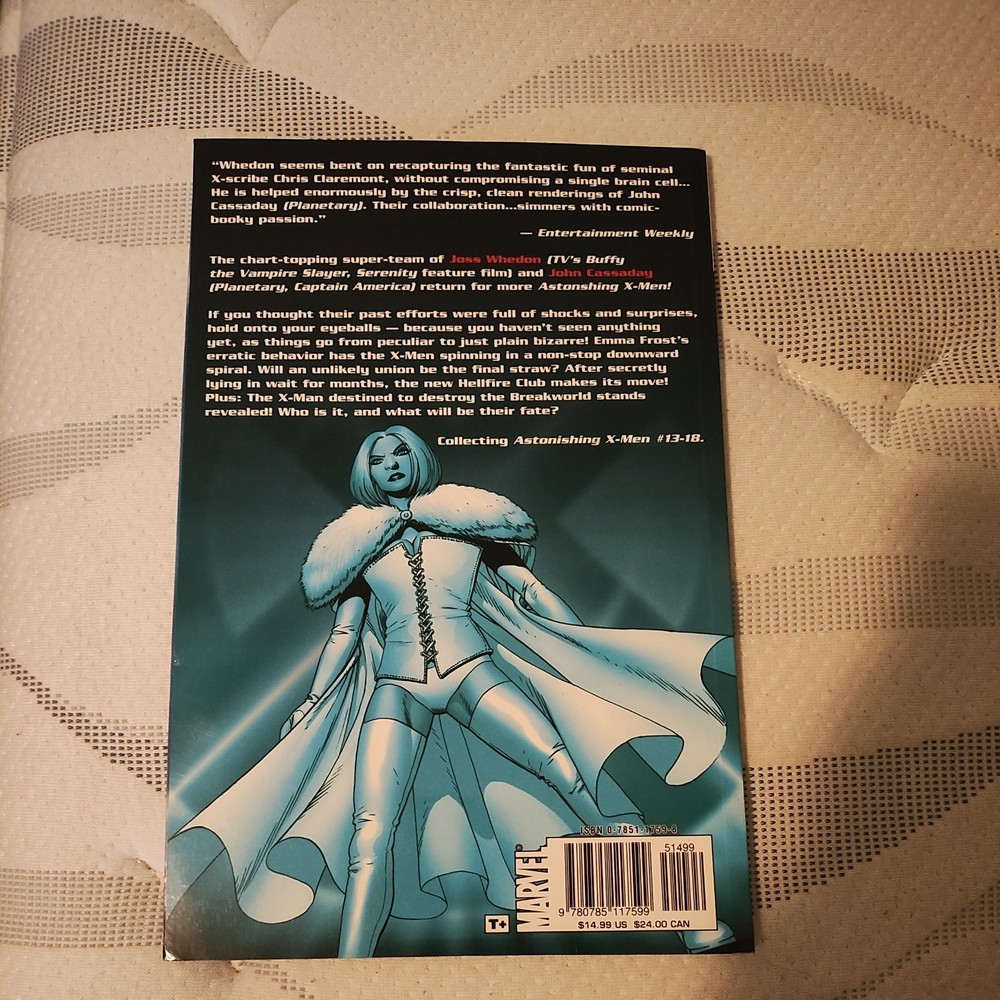 “Whedon seems bent on recapturing the fantastic fun of seminal
X-scribe Chris Claremont, without compromising a single brain cell...
He is helped enormously by the crisp, clean renderings of John
Cassaday (Planetary). Their collaboration...simmers with comic-
booky passion.”
— Entertainment Weekly
The chart-topping super-team of Joss Whedon (TV's Buffy
the Vampire Slayer, Serenity feature film) and John Cassaday
(Planetary, Captain America) return for more Astonshing X-Men!
If you thought their past efforts were full of shocks and surprises,
hold onto your eyeballs — because you haven't seen anything
yet, as things go from peculiar to just plain bizarre! Emma Frost's
erratic behavior has the X-Men spinning in a non-stop downward
spiral. Will an unlikely union be the final straw? After secretly
lying in wait for months, the new Hellfire Club makes its move!
Plus: The X-Man destined to destroy the Breakworld stands
revealed! Who is it, and what will be their fate?
Collecting Astonishing X-Men #13-18.
ISBN 0-7851-1759-8
51499
MARVEL®
9 780785 117599
T+
$14.99 US $24.00 CAN